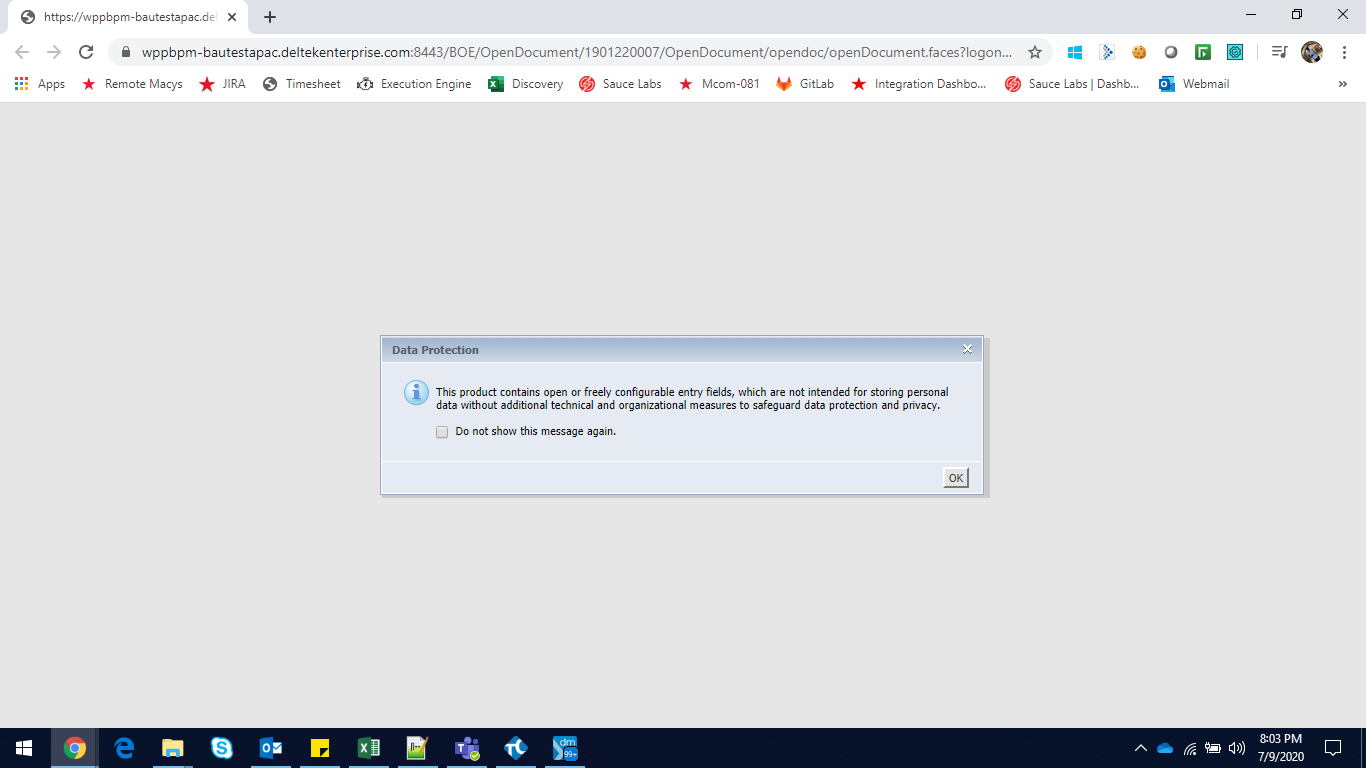 https://wppbpm-bautestapac.del
wppbpm-bautestapac.deltekenterprise.com:8443/BOE/OpenDocument/1901220007/OpenDocument/opendoc/openDocument.faces?logon...
Apps Remote Macys JIRA Timesheet Execution Engine Discovery Sauce Labs Mcom-081 GitLab Integration Dashbo... Sauce Labs | Dashb... Webmail »
Data Protection
This product contains open or freely configurable entry fields, which are not intended for storing personal
data without additional technical and organizational measures to safeguard data protection and privacy.
Do not show this message again.
OK
8:03 PM
7/9/2020
dm
99+